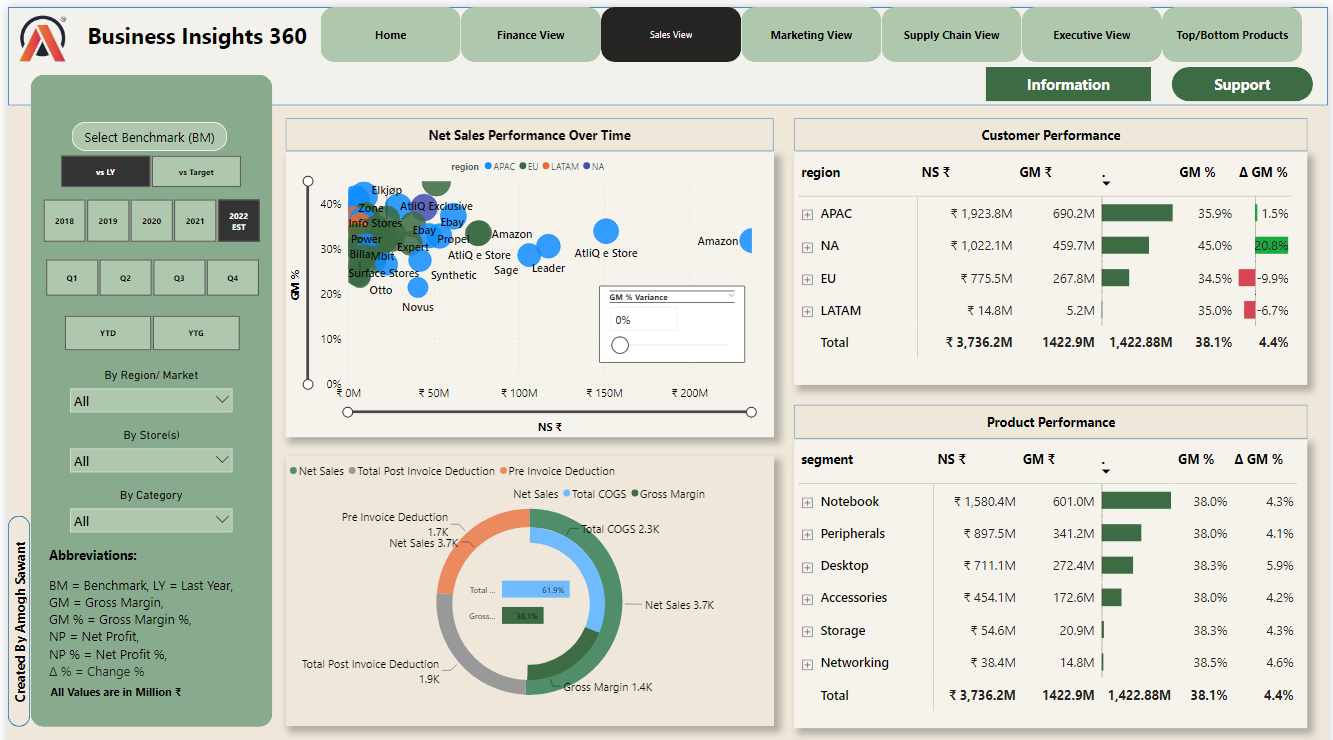 Business Insights 360
Home
Finance View
Sales View
Marketing View
Supply Chain View
Executive View
Top/Bottom Products
Information
Support
Select Benchmark (BM)
vs LY
vs Target
2018
2019
2020
2021
2022
EST
Q1
Q2
Q3
Q4
YTD
YTG
By Region/ Market
All
By Store(s)
All
By Category
All
Abbreviations:
BM = Benchmark, LY = Last Year,
GM = Gross Margin,
GM % = Gross Margin %,
NP = Net Profit,
NP % = Net Profit %,
Δ % = Change %
All Values are in Million ₹
Created By Amogh Sawant
Net Sales Performance Over Time
region APAC EU LATAM NA
GM %
40%
30%
20%
10%
0%
Elkjøp
Zone
AtliQ Exclusive
Info Stores
Ebay
Ebay
Power
Propel
Amazon
Expert
Billa
Mbit
AtliQ e Store
Surface Stores
Synthetic
Sage
Leader
AtliQ e Store
Amazon
Otto
Novus
GM % Variance
0%
₹ 0M
₹ 50M
₹ 100M
₹ 150M
₹ 200M
NS ₹
Net Sales Total Post Invoice Deduction Pre Invoice Deduction
Net Sales Total COGS Gross Margin
Pre Invoice Deduction
1.7K
Net Sales 3.7K
Total COGS 2.3K
Total ...
61.9%
Gross...
38.1%
Net Sales 3.7K
Total Post Invoice Deduction
1.9K
Gross Margin 1.4K
Customer Performance
region NS ₹ GM ₹ . GM % Δ GM %
APAC ₹ 1,923.8M 690.2M 35.9% 1.5%
NA ₹ 1,022.1M 459.7M 45.0% 20.8%
EU ₹ 775.5M 267.8M 34.5% -9.9%
LATAM ₹ 14.8M 5.2M 35.0% -6.7%
Total ₹ 3,736.2M 1422.9M 1,422.88M 38.1% 4.4%
Product Performance
segment NS ₹ GM ₹ . GM % Δ GM %
Notebook ₹ 1,580.4M 601.0M 38.0% 4.3%
Peripherals ₹ 897.5M 341.2M 38.0% 4.1%
Desktop ₹ 711.1M 272.4M 38.3% 5.9%
Accessories ₹ 454.1M 172.6M 38.0% 4.2%
Storage ₹ 54.6M 20.9M 38.3% 4.3%
Networking ₹ 38.4M 14.8M 38.5% 4.6%
Total ₹ 3,736.2M 1422.9M 1,422.88M 38.1% 4.4%